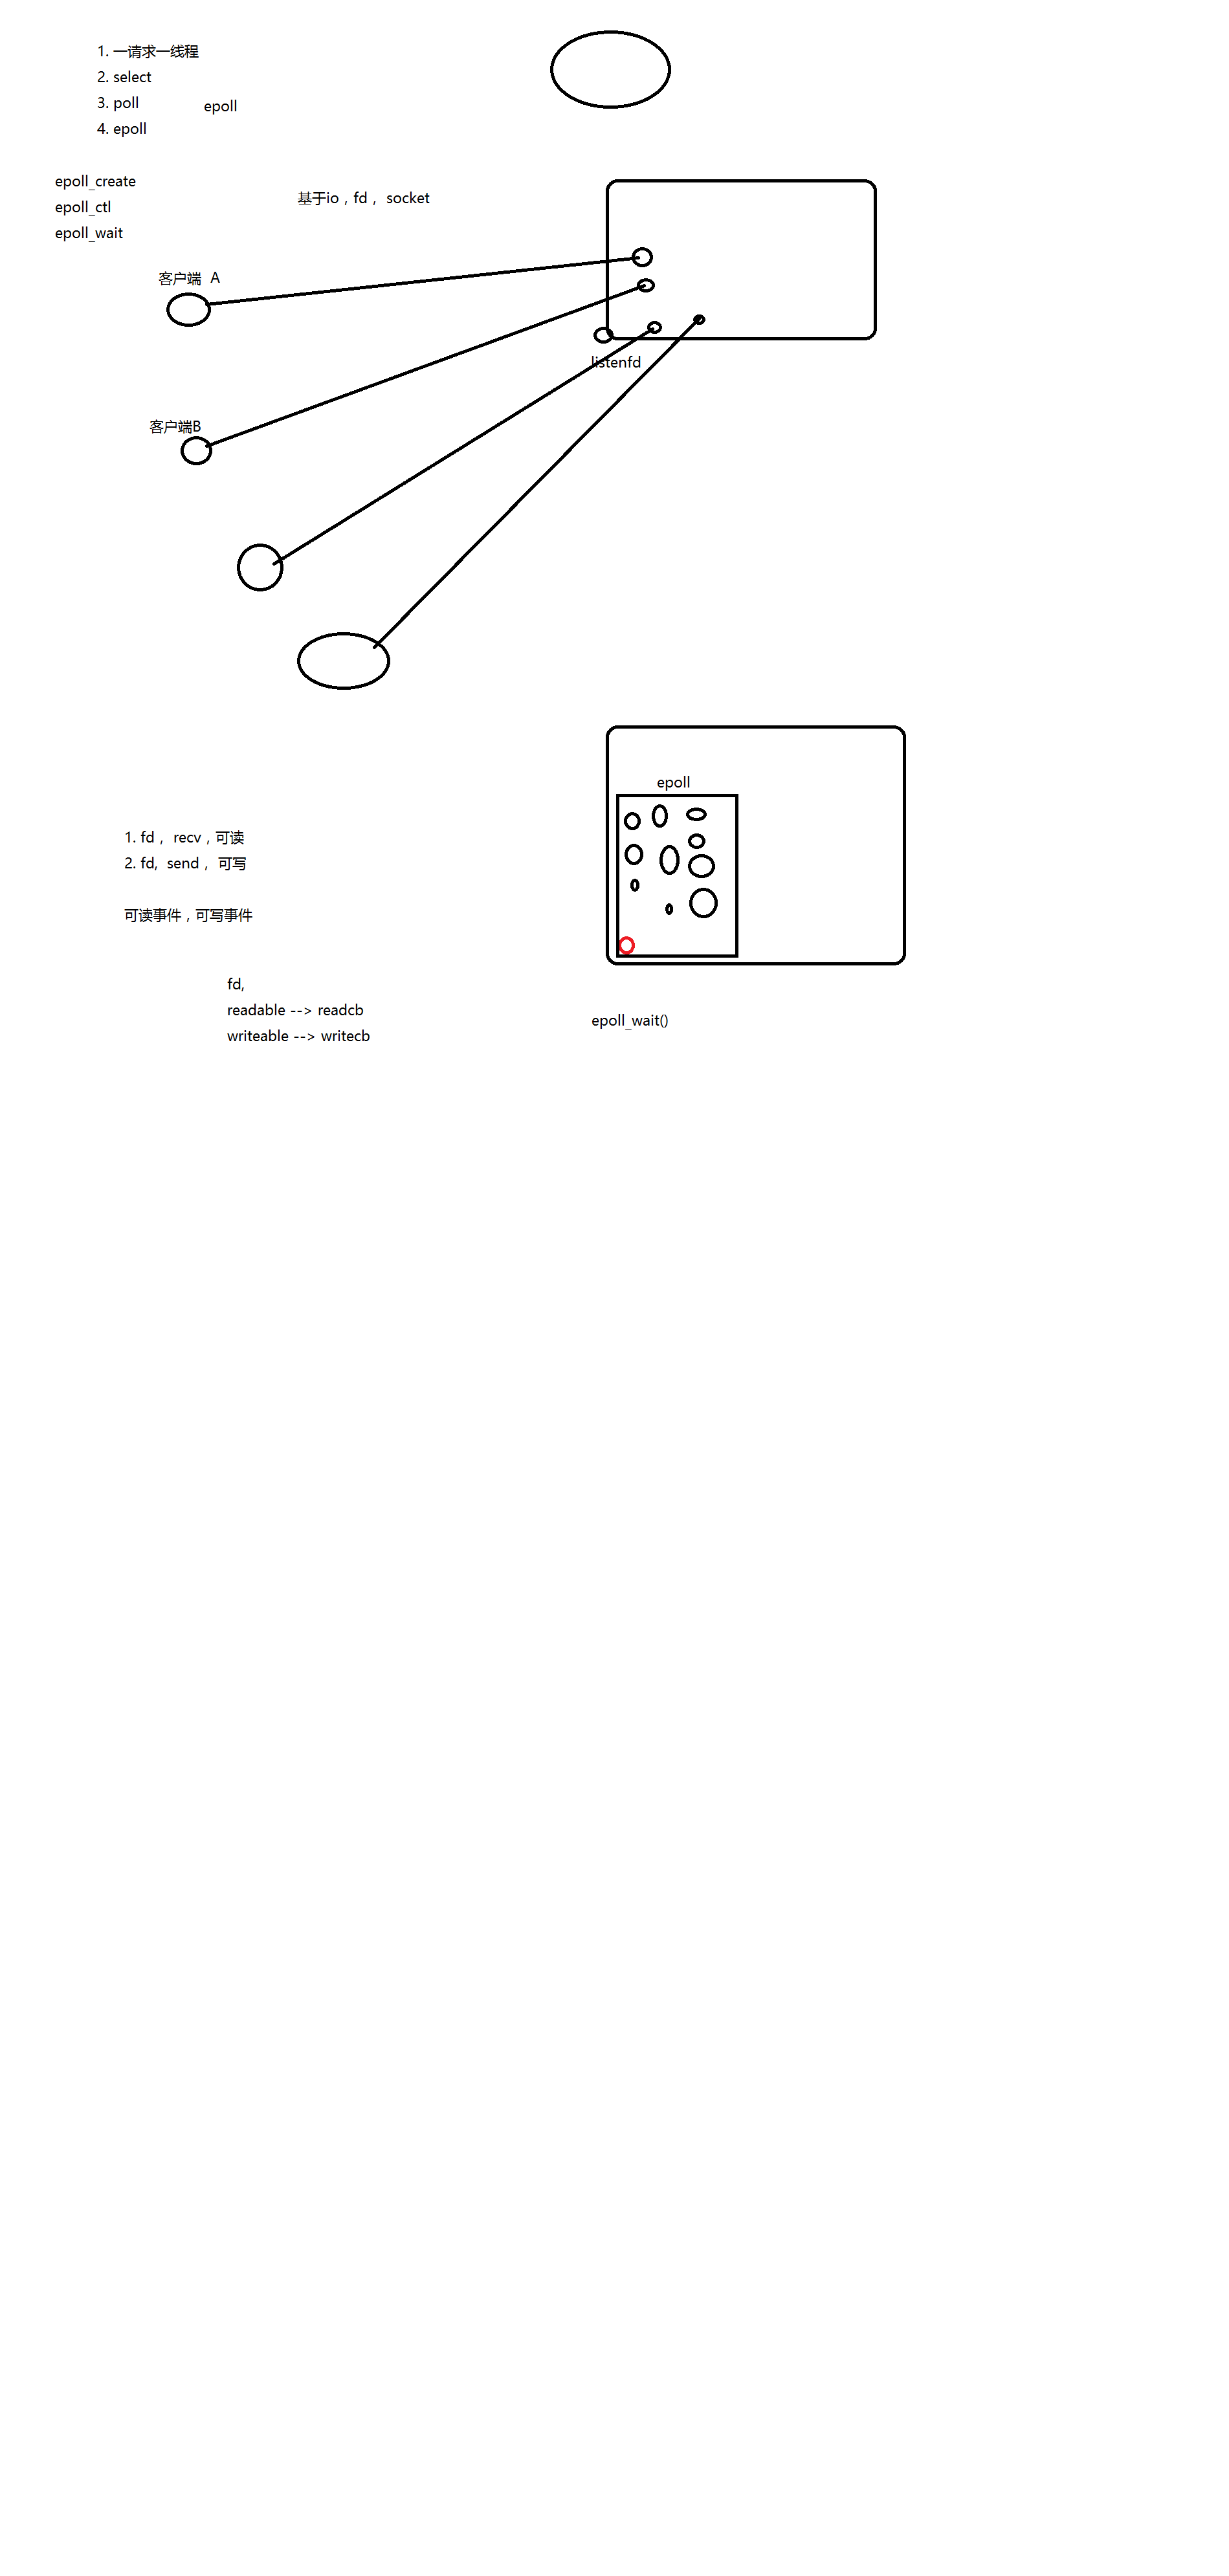 1. 一请求一线程
2. select
3. poll
4. epoll
epoll
epoll_create
epoll_ctl
epoll_wait
基于io，fd， socket
客户端  A
listenfd
客户端B
epoll
1. fd， recv，可读
2. fd,  send， 可写
可读事件，可写事件
fd,
readable --> readcb
writeable --> writecb
epoll_wait()